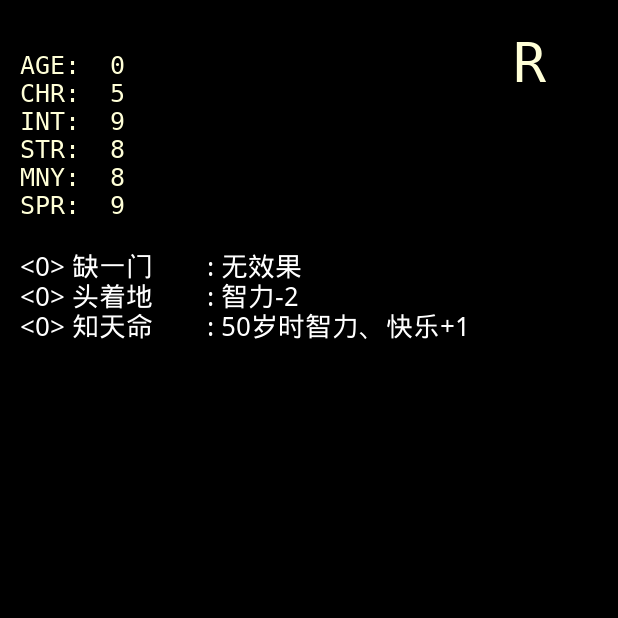 R
AGE: 0
CHR: 5
INT: 9
STR: 8
MNY: 8
SPR: 9
<0> 缺一门 : 无效果
<0> 头着地 : 智力-2
<0> 知天命 : 50岁时智力、快乐+1